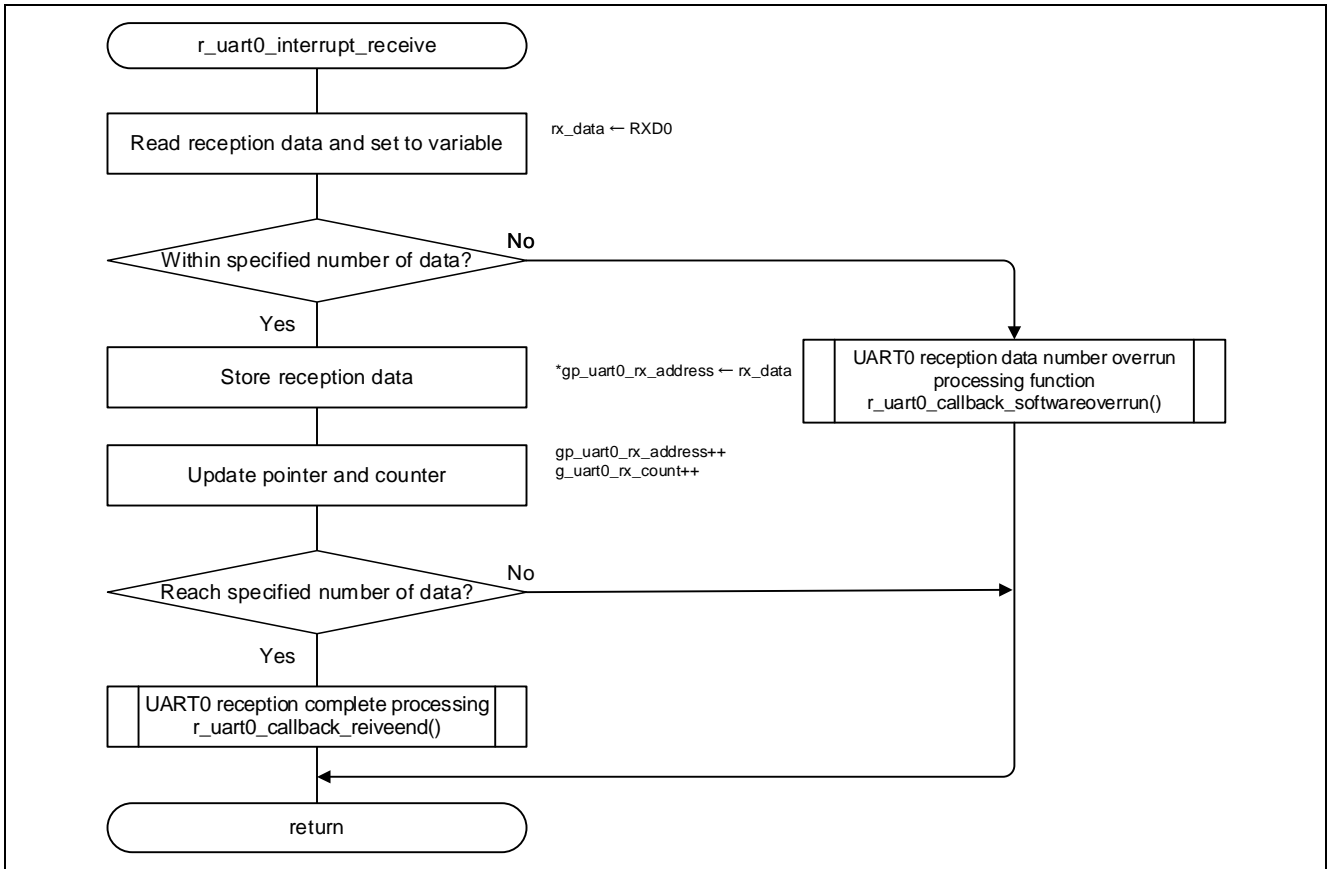 r_uart0_interrupt_receive
Read reception data and set to variable
rx_data ← RXD0
Within specified number of data?
No
Yes
Store reception data
*gp_uart0_rx_address ← rx_data
UART0 reception data number overrun
processing function
r_uart0_callback_softwareoverrun()
Update pointer and counter
gp_uart0_rx_address++
g_uart0_rx_count++
Reach specified number of data?
No
Yes
UART0 reception complete processing
r_uart0_callback_reiveend()
return